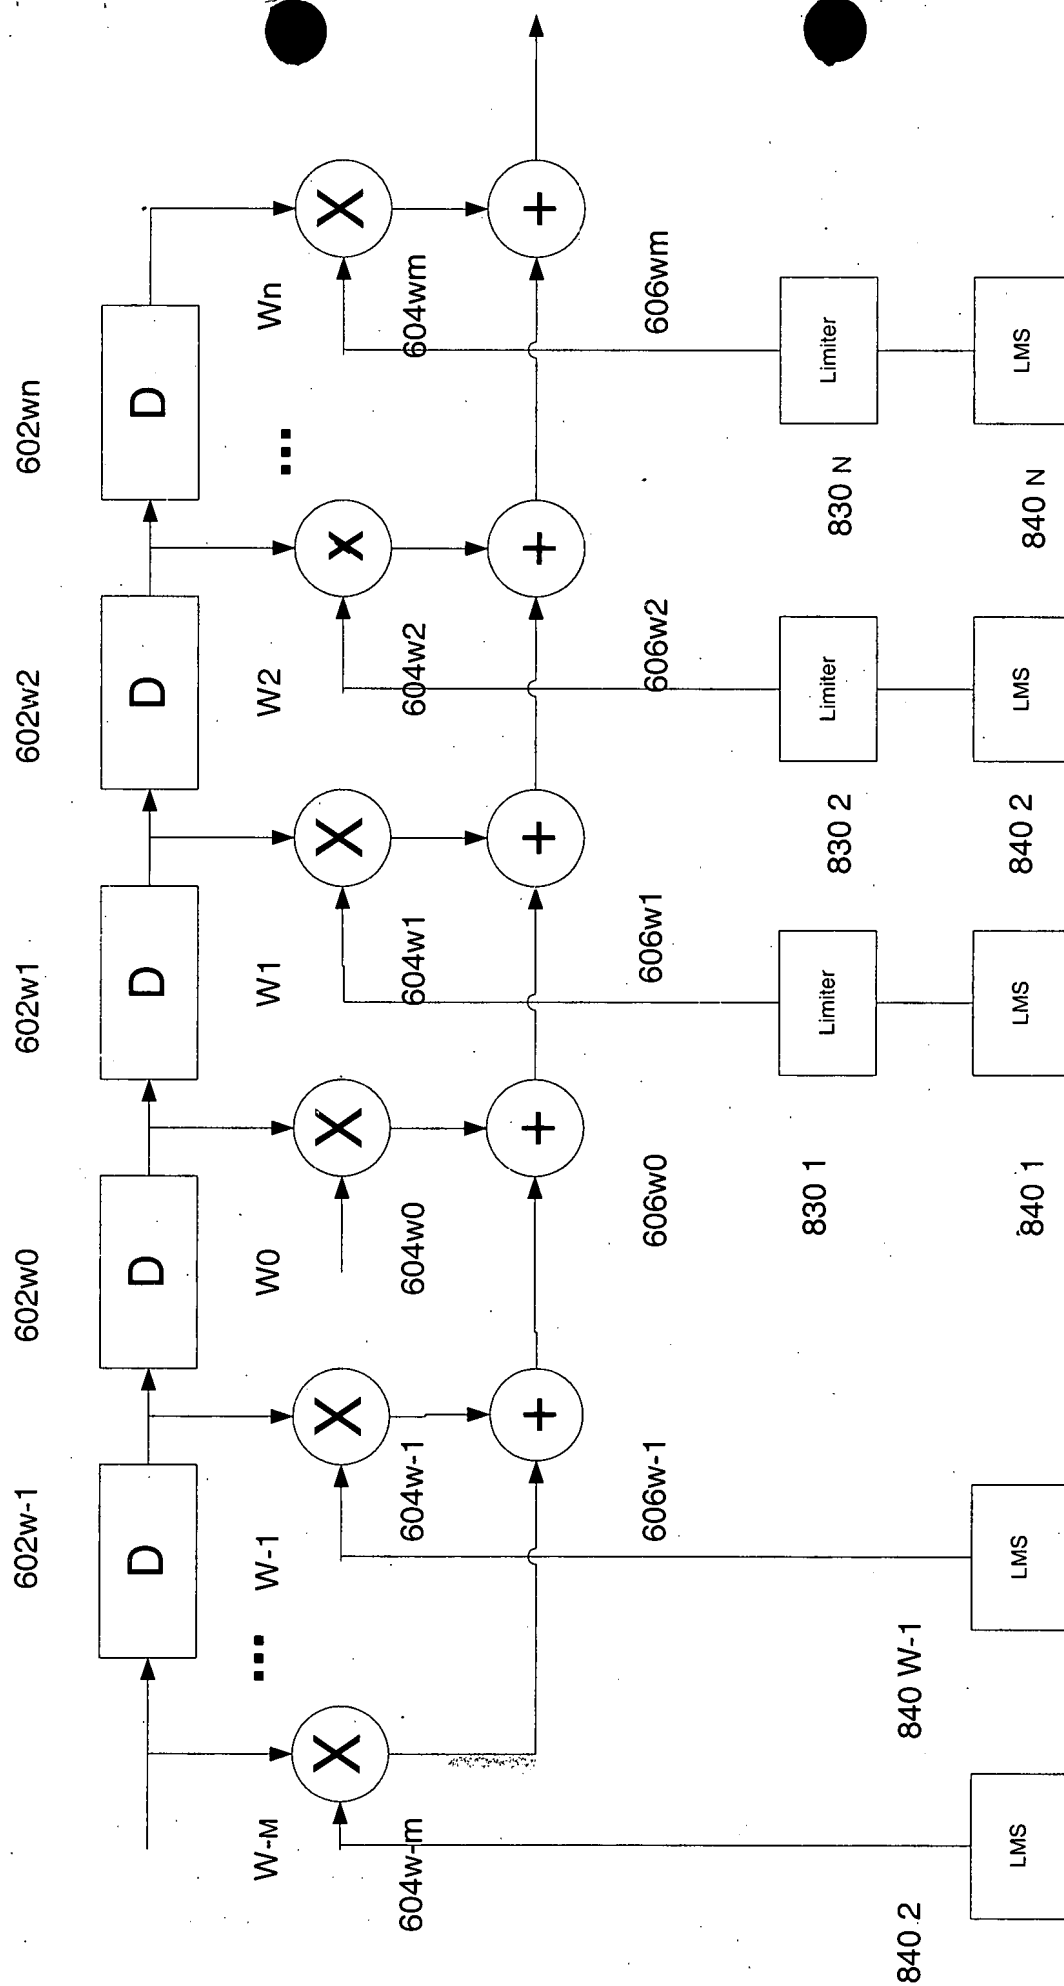 602w-1 602w0 602w1 602w2 602wn
D D D D D
W-M ... W-1 W0 W1 W2 ... Wn
X X X X x X
604w-m 604w-1 604w0 604w1 604w2 604wm
+ + + + +
606w-1 606w0 606w1 606w2 606wm
830 1 Limiter 830 2 Limiter 830 N Limiter
840 2 840 W-1
LMS LMS 840 1 LMS 840 2 LMS 840 N LMS